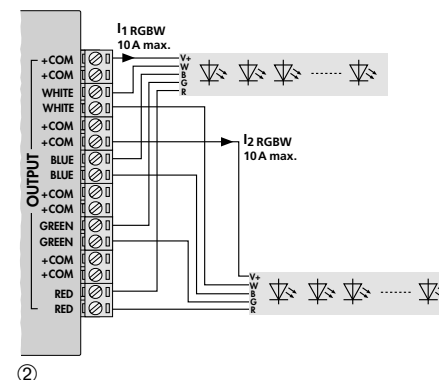 I1 RGBW
10 A max.
+COM
+COM
WHITE
WHITE
+COM
+COM
BLUE
BLUE
+COM
+COM
GREEN
GREEN
+COM
+COM
RED
RED
OUTPUT
V+
W
B
G
R
I2 RGBW
10 A max.
V+
W
B
G
R
②